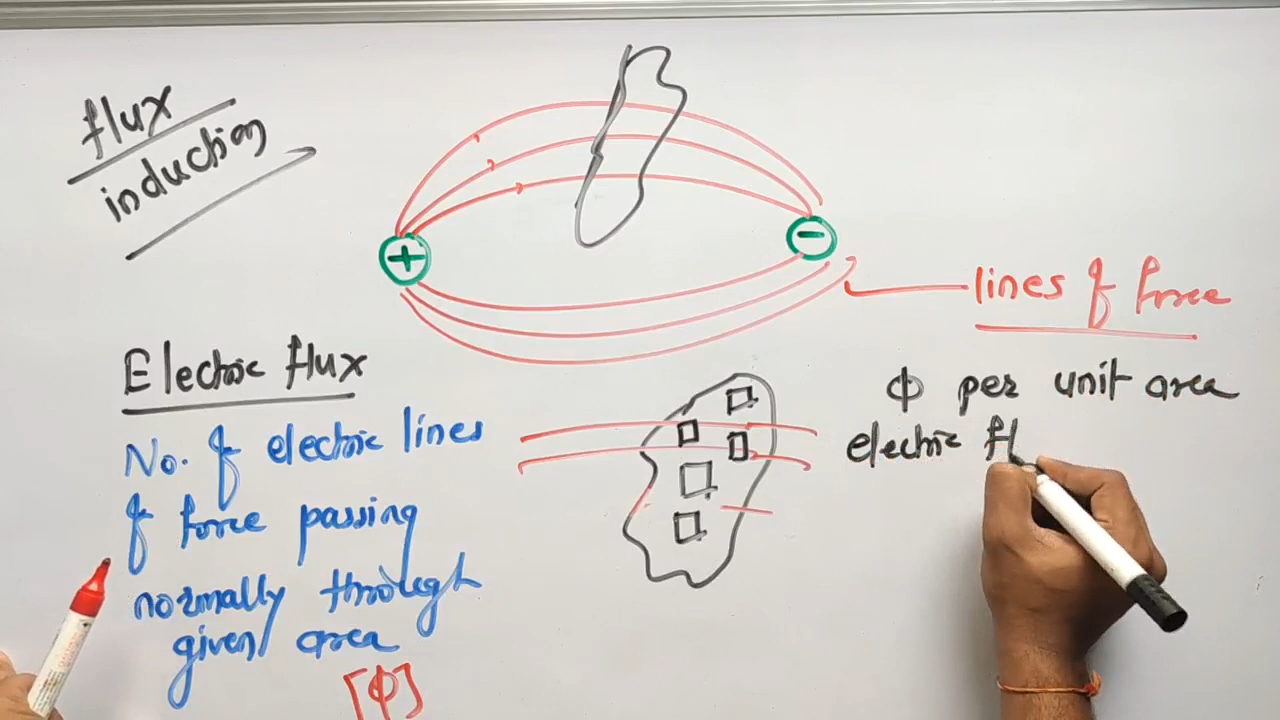 flux
induction
+
-
lines of force
Electric flux
No. of electric lines
of force passing
normally through
given area
[ϕ]
ϕ per unit area
electric fl